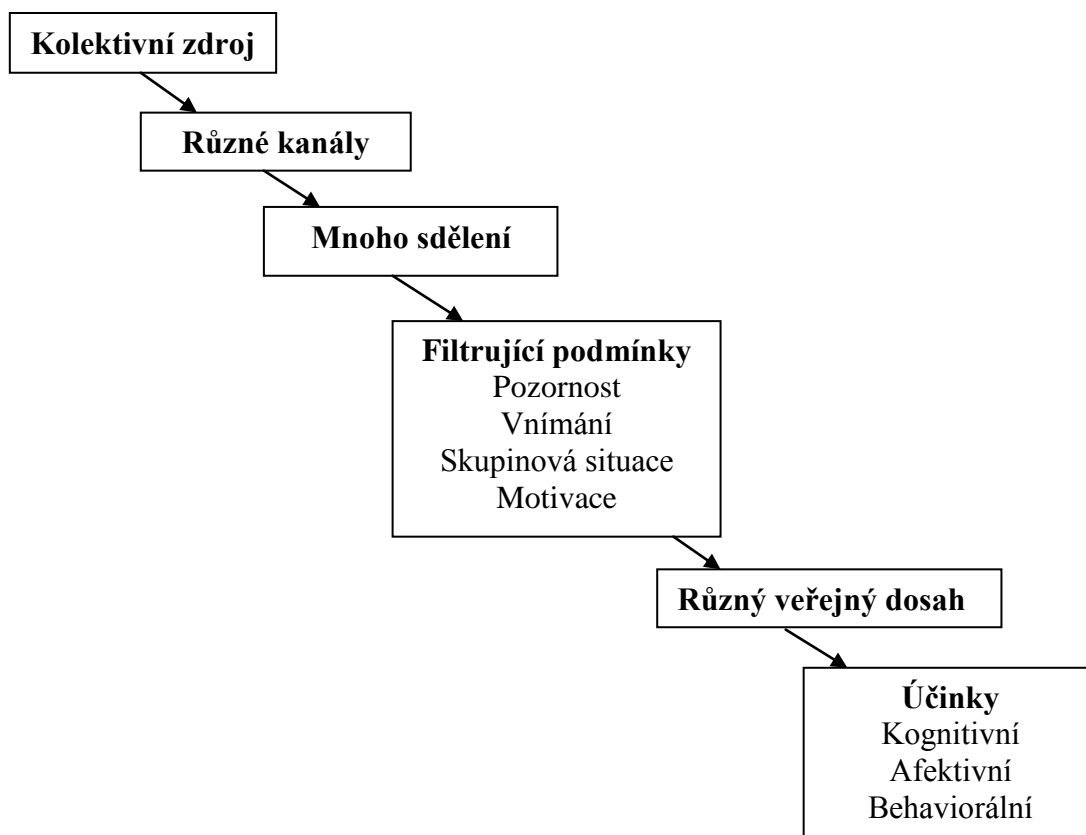 Kolektivní zdroj
Různé kanály
Mnoho sdělení
Filtrující podmínky
Pozornost
Vnímání
Skupinová situace
Motivace
Různý veřejný dosah
Účinky
Kognitivní
Afektivní
Behaviorální